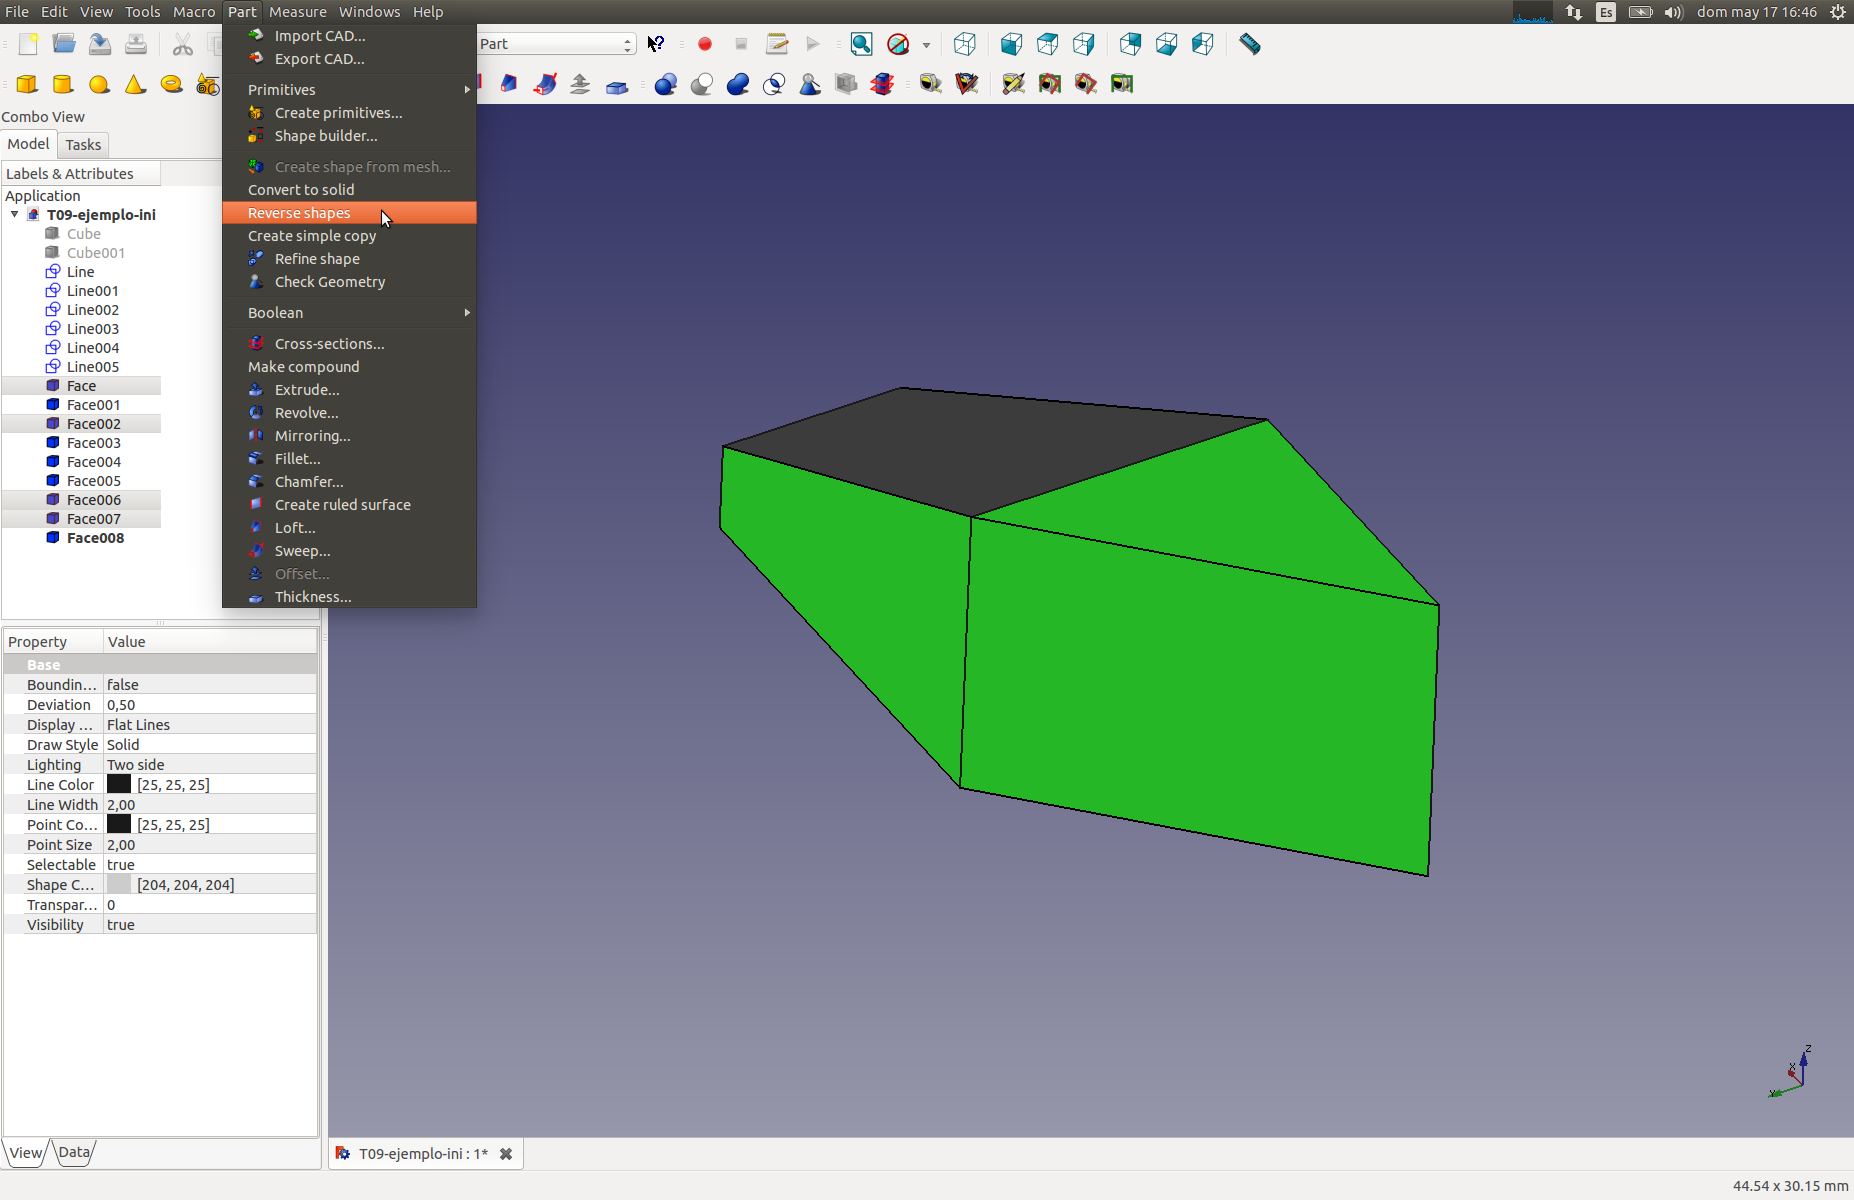 File Edit View Tools Macro Part Measure Windows Help
Es
dom may 17 16:46
Part
Import CAD...
Export CAD...
Primitives
Create primitives...
Shape builder...
Create shape from mesh...
Convert to solid
Reverse shapes
Create simple copy
Refine shape
Check Geometry
Boolean
Cross-sections...
Make compound
Extrude...
Revolve...
Mirroring...
Fillet...
Chamfer...
Create ruled surface
Loft...
Sweep...
Offset...
Thickness...
Combo View
Model Tasks
Labels & Attributes
Application
T09-ejemplo-ini
Cube
Cube001
Line
Line001
Line002
Line003
Line004
Line005
Face
Face001
Face002
Face003
Face004
Face005
Face006
Face007
Face008
Property Value
Base
Boundin... false
Deviation 0,50
Display ... Flat Lines
Draw Style Solid
Lighting Two side
Line Color [25, 25, 25]
Line Width 2,00
Point Co... [25, 25, 25]
Point Size 2,00
Selectable true
Shape C... [204, 204, 204]
Transpar... 0
Visibility true
View Data
Z
X
Y
T09-ejemplo-ini : 1*
44.54 x 30.15 mm